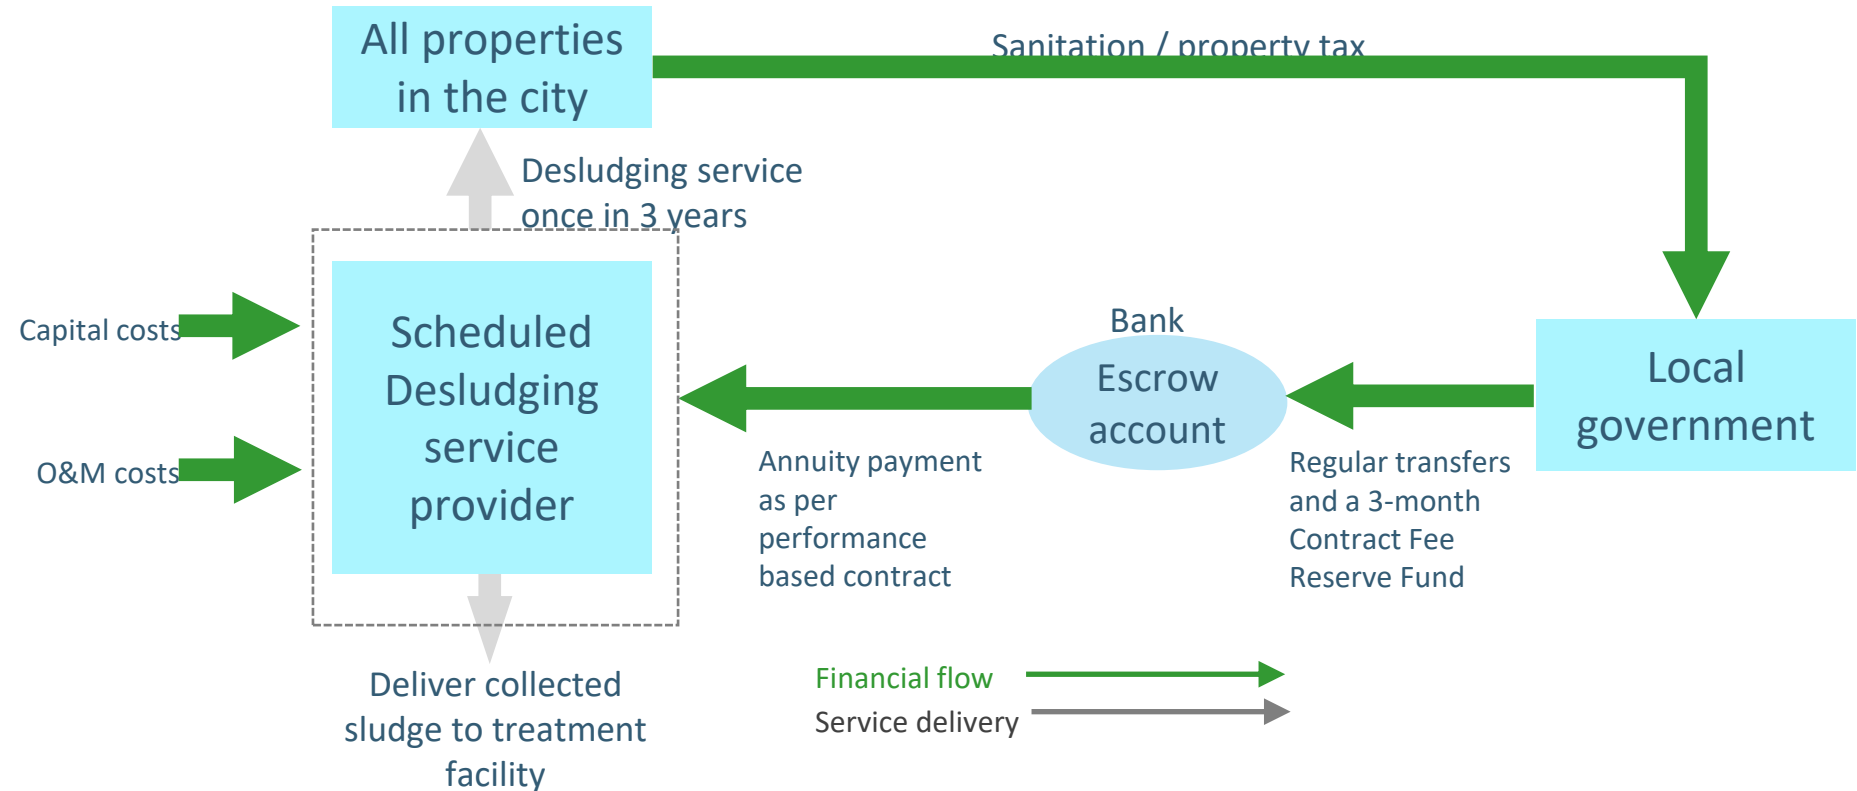 All properties
in the city
Sanitation / property tax
Desludging service
once in 3 years
Capital costs
O&M costs
Scheduled
Desludging
service
provider
Bank
Escrow
account
Local
government
Annuity payment
as per
performance
based contract
Regular transfers
and a 3-month
Contract Fee
Reserve Fund
Deliver collected
sludge to treatment
facility
Financial flow
Service delivery